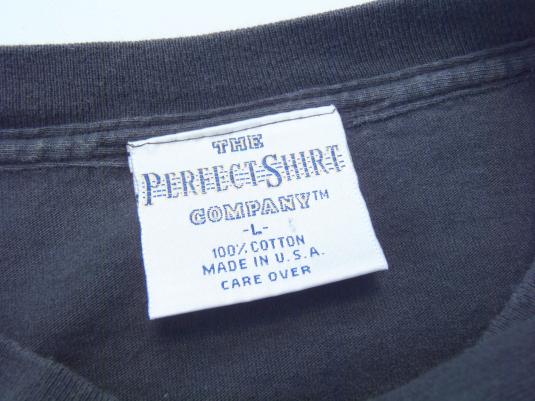 THE
PERFECT SHIRT
COMPANY™
-L-
100% COTTON
MADE IN U.S.A.
CARE OVER